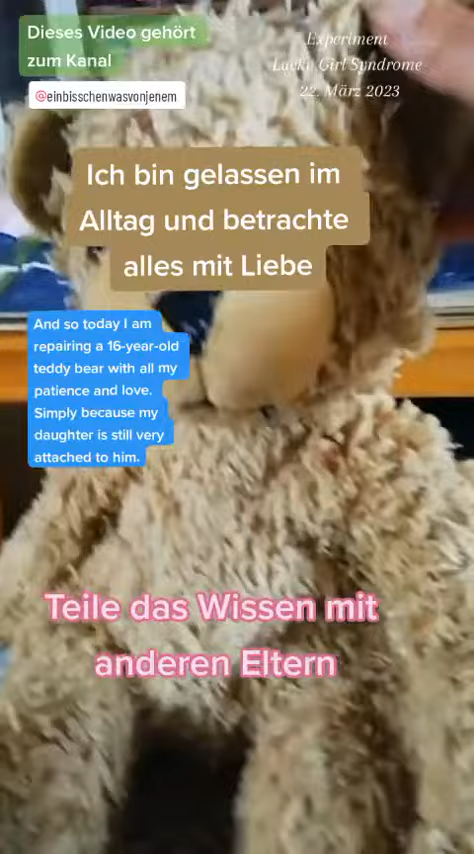 Dieses Video gehört
zum Kanal
@einbisschenwasvonjenem
Experiment
Lucky Girl Syndrome
22. März 2023
Ich bin gelassen im
Alltag und betrachte
alles mit Liebe
And so today I am
repairing a 16-year-old
teddy bear with all my
patience and love.
Simply because my
daughter is still very
attached to him.
Teile das Wissen mit
anderen Eltern